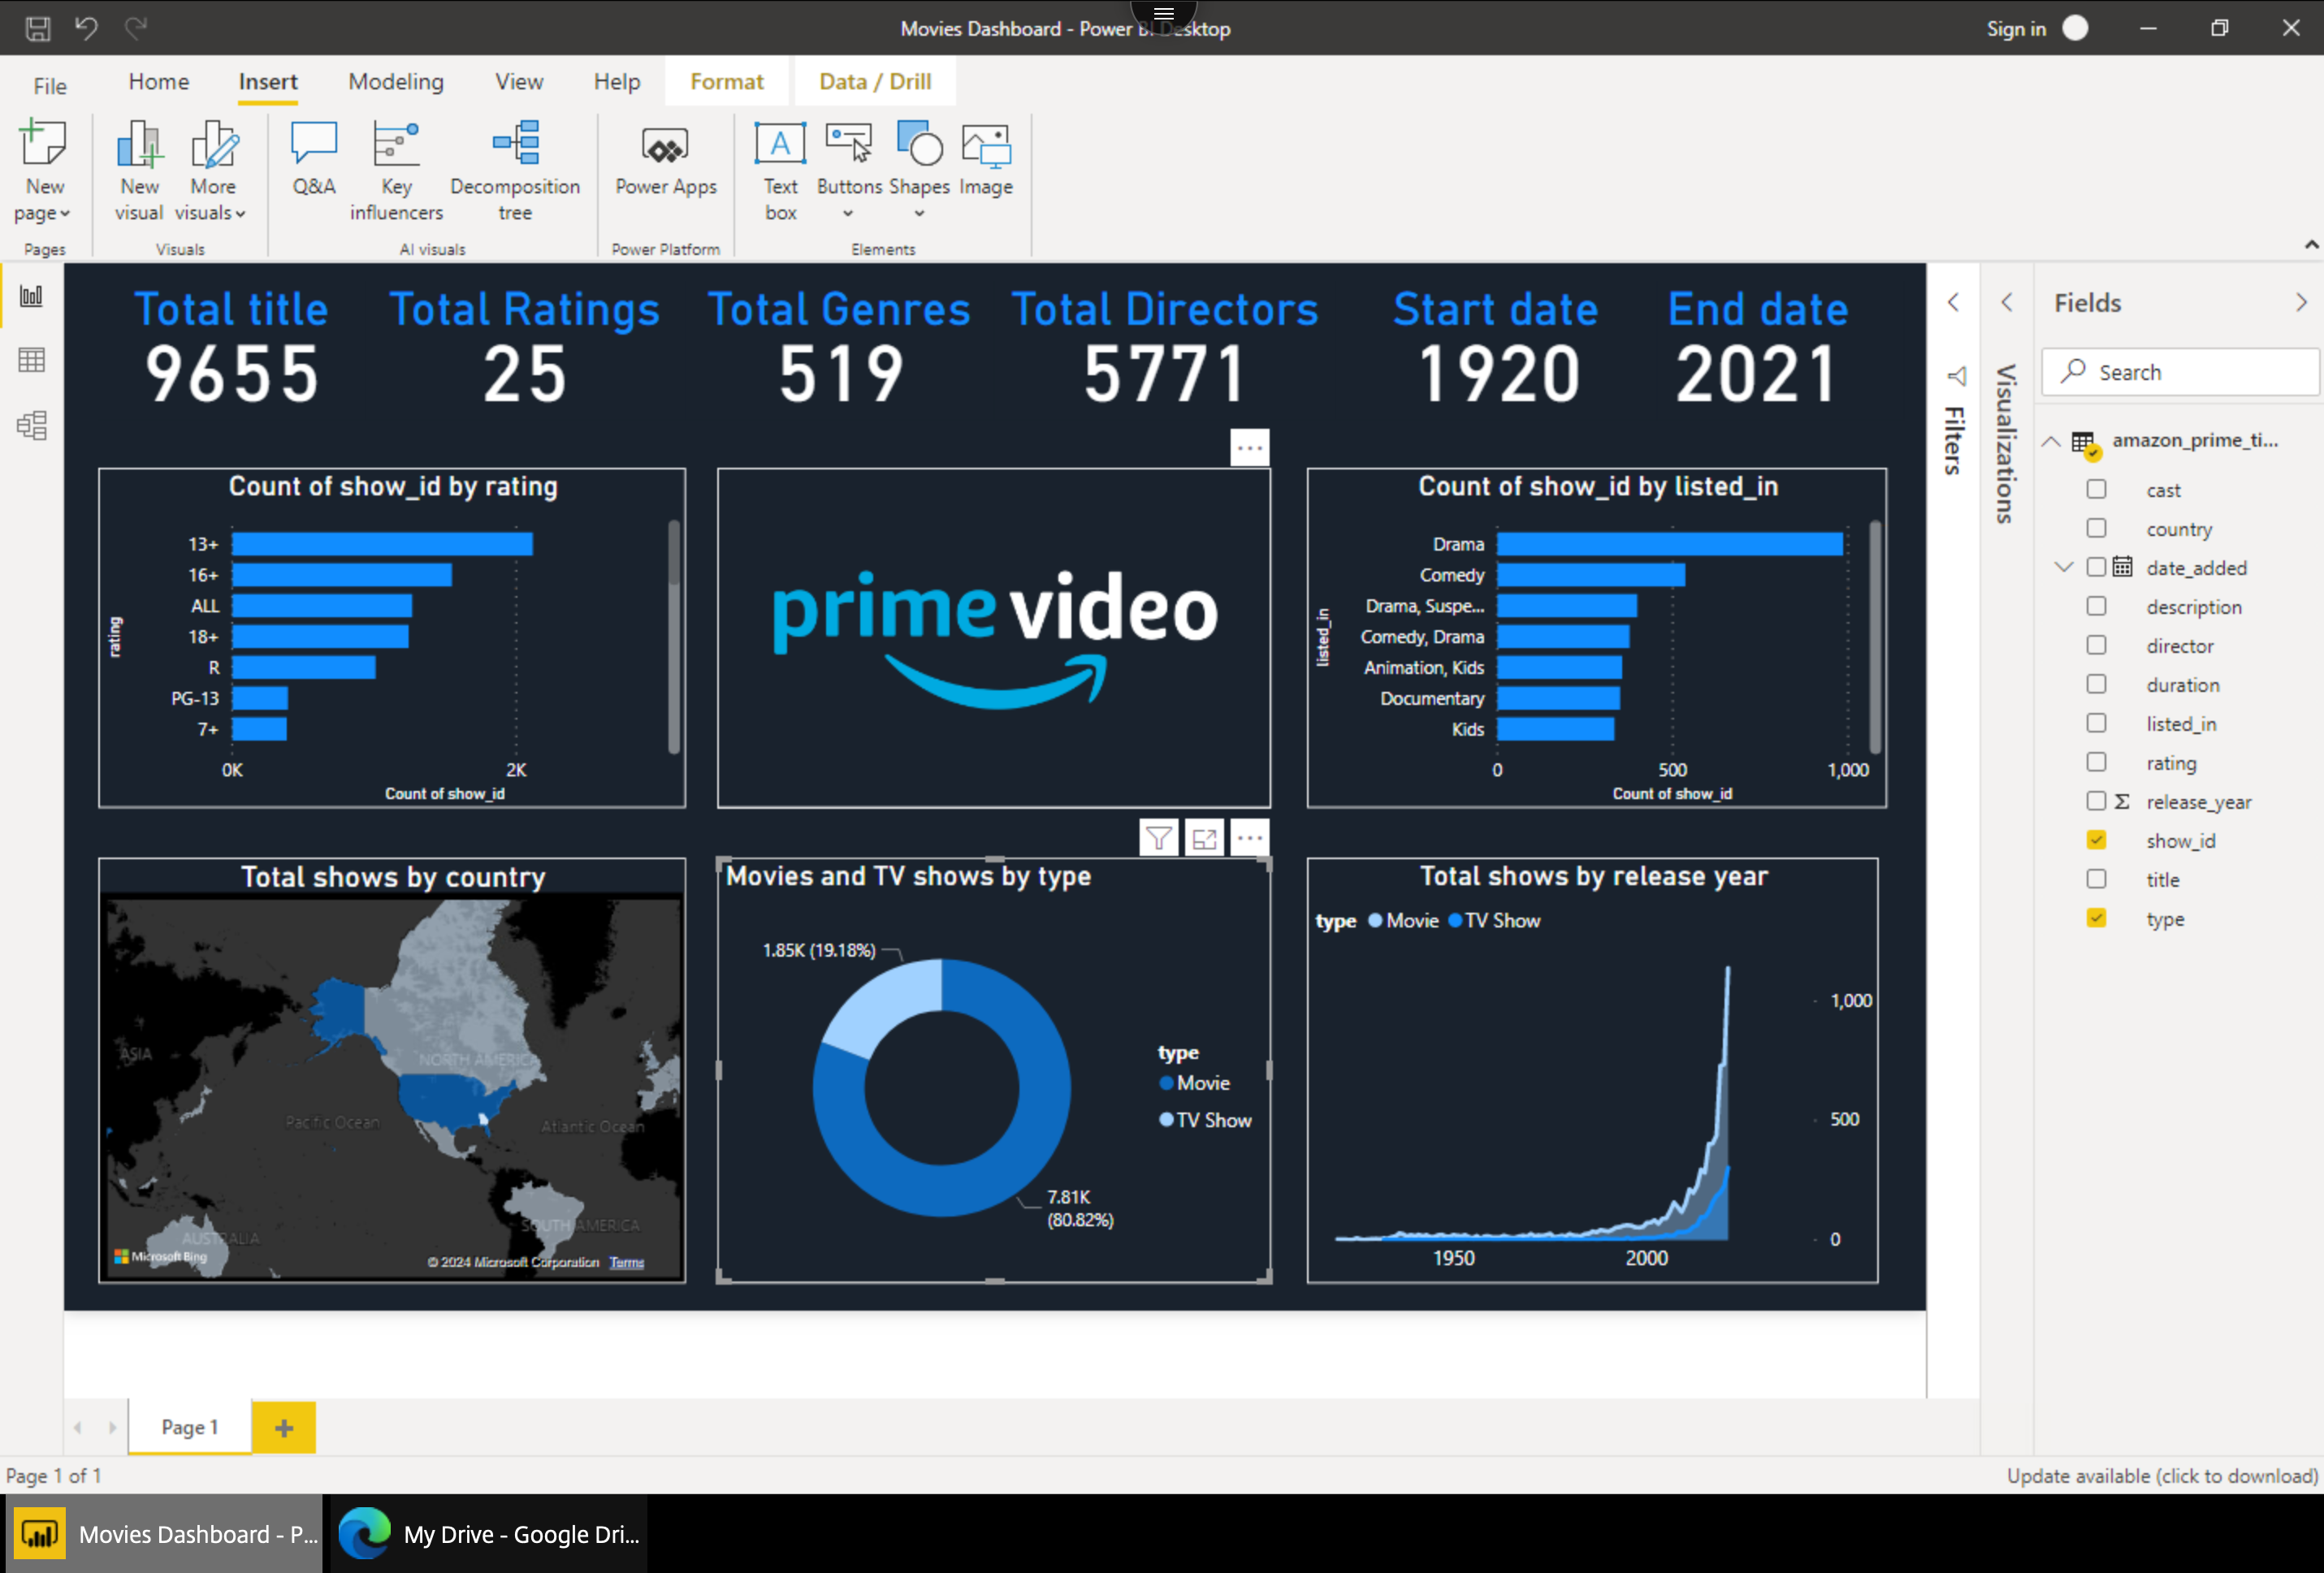 Movies Dashboard - Power BI Desktop
Sign in
File
Home
Insert
Modeling
View
Help
Format
Data / Drill
New page
New visual
More visuals
Q&A
Key influencers
Decomposition tree
Power Apps
Text box
Buttons
Shapes
Image
Pages
Visuals
AI visuals
Power Platform
Elements
Total title
9655
Total Ratings
25
Total Genres
519
Total Directors
5771
Start date
1920
End date
2021
Count of show_id by rating
rating
13+
16+
ALL
18+
R
PG-13
7+
0K
2K
Count of show_id
prime video
Count of show_id by listed_in
listed_in
Drama
Comedy
Drama, Suspe...
Comedy, Drama
Animation, Kids
Documentary
Kids
0
500
1,000
Count of show_id
Total shows by country
ASIA
NORTH AMERICA
Pacific Ocean
Atlantic Ocean
SOUTH AMERICA
AUSTRALIA
Microsoft Bing
© 2024 Microsoft Corporation Terms
Movies and TV shows by type
1.85K (19.18%)
7.81K
(80.82%)
type
Movie
TV Show
Total shows by release year
type Movie TV Show
1,000
500
0
1950
2000
Filters
Visualizations
Fields
Search
amazon_prime_ti...
cast
country
date_added
description
director
duration
listed_in
rating
Σ release_year
show_id
title
type
Page 1
Page 1 of 1
Update available (click to download)
Movies Dashboard - P...
My Drive - Google Dri...